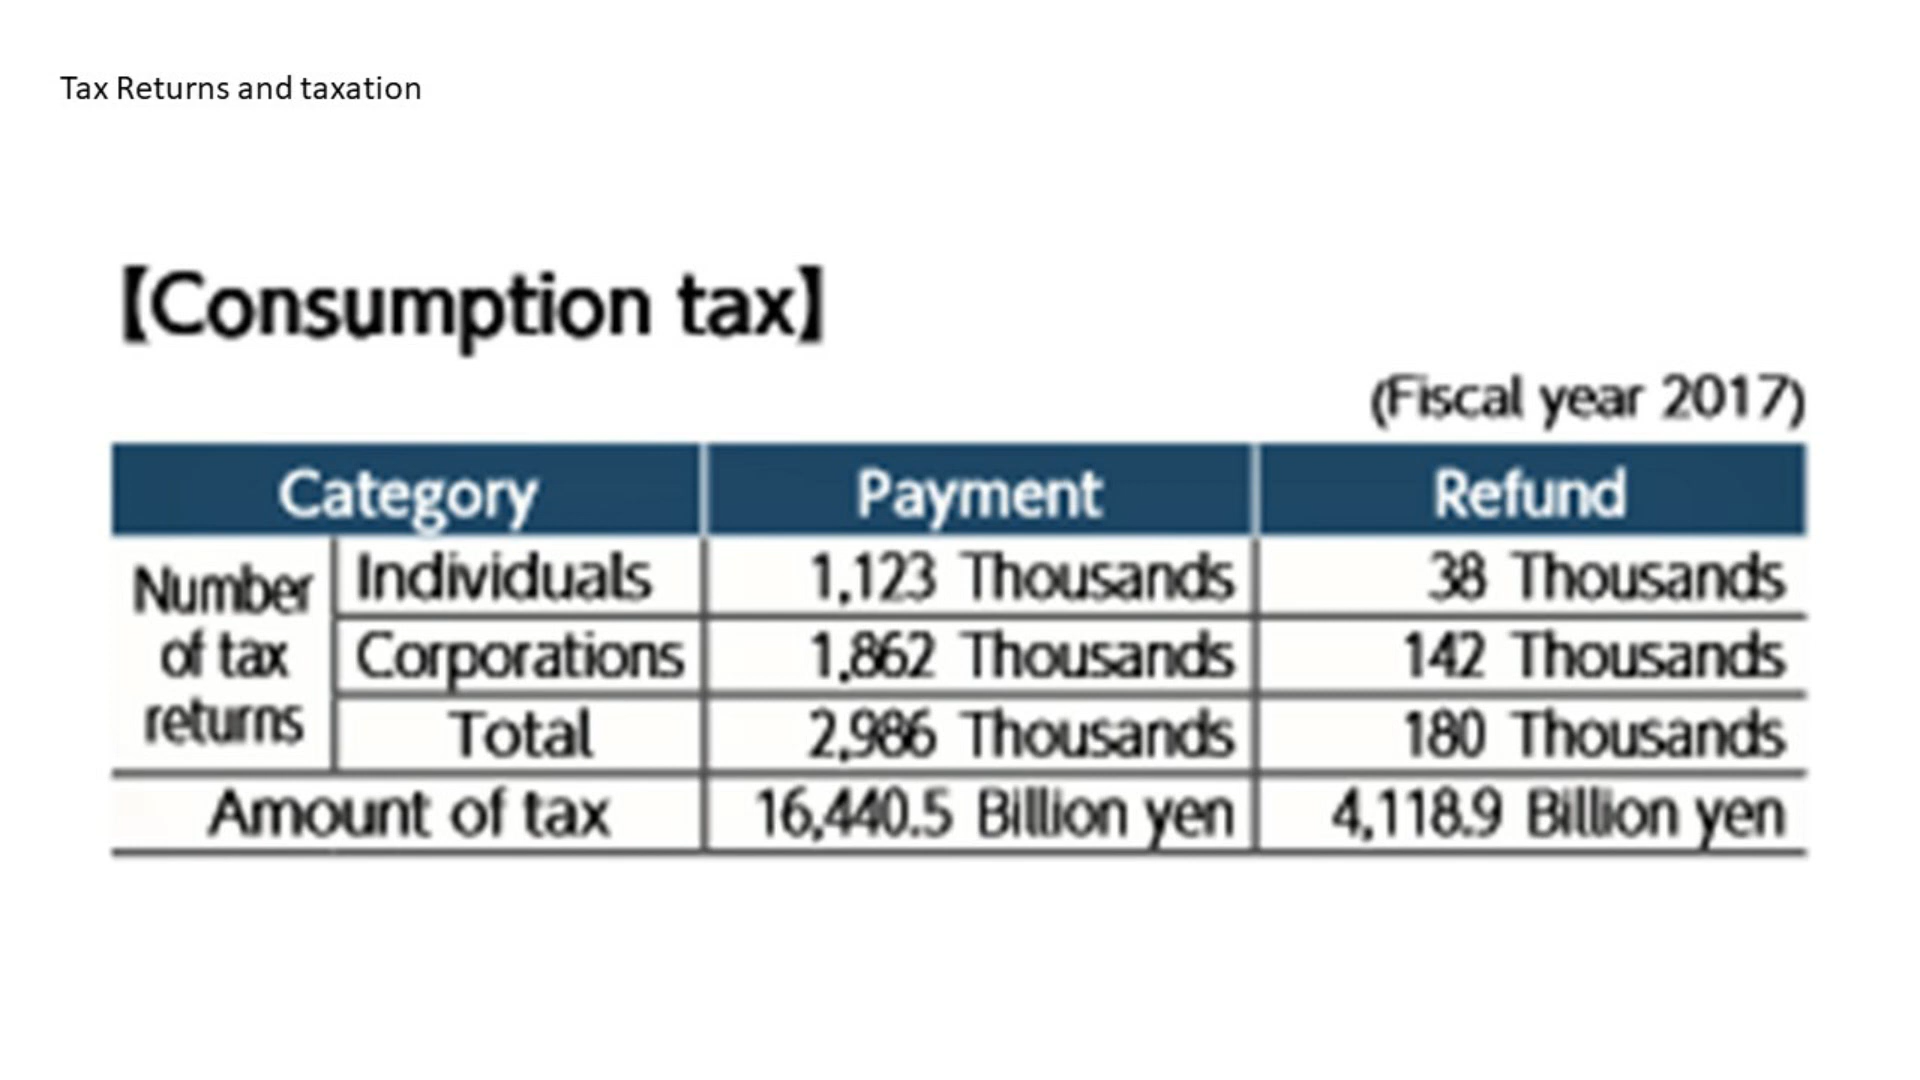 Tax Returns and taxation
【Consumption tax】
(Fiscal year 2017)
Category Payment Refund
Number of tax returns Individuals 1,123 Thousands 38 Thousands
Corporations 1,862 Thousands 142 Thousands
Total 2,986 Thousands 180 Thousands
Amount of tax 16,440.5 Billion yen 4,118.9 Billion yen